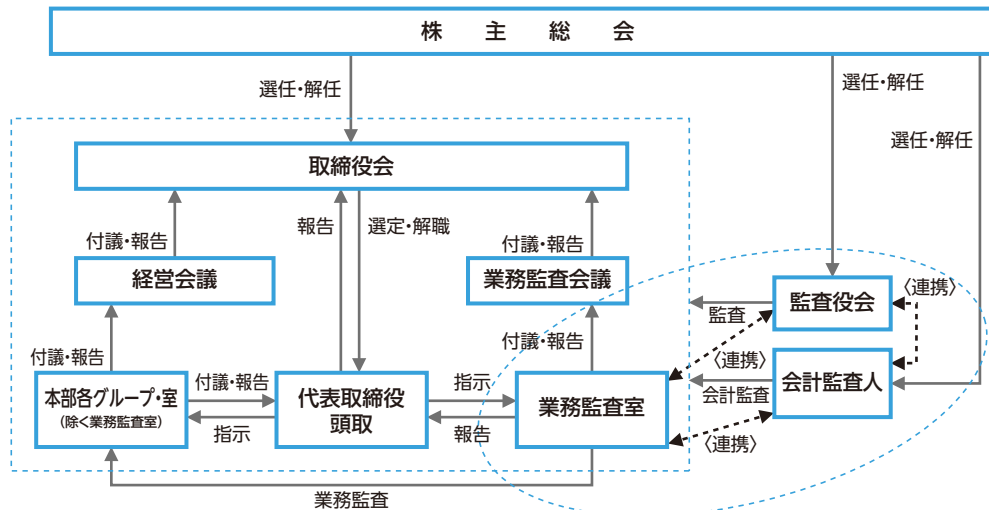 株主総会
選任・解任
選任・解任
選任・解任
取締役会
付議・報告
報告
選定・解職
付議・報告
経営会議
業務監査会議
監査役会
〈連携〉
監査
付議・報告
付議・報告
〈連携〉
会計監査人
会計監査
本部各グループ・室
(除く業務監査室)
付議・報告
指示
代表取締役
頭取
指示
報告
業務監査室
〈連携〉
業務監査